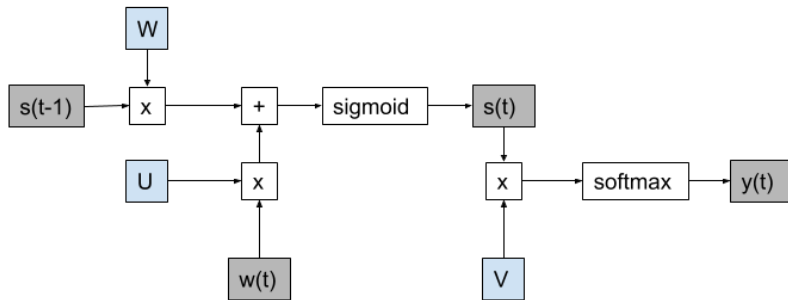 W
s(t-1)
x
+
sigmoid
s(t)
U
x
x
softmax
y(t)
w(t)
V